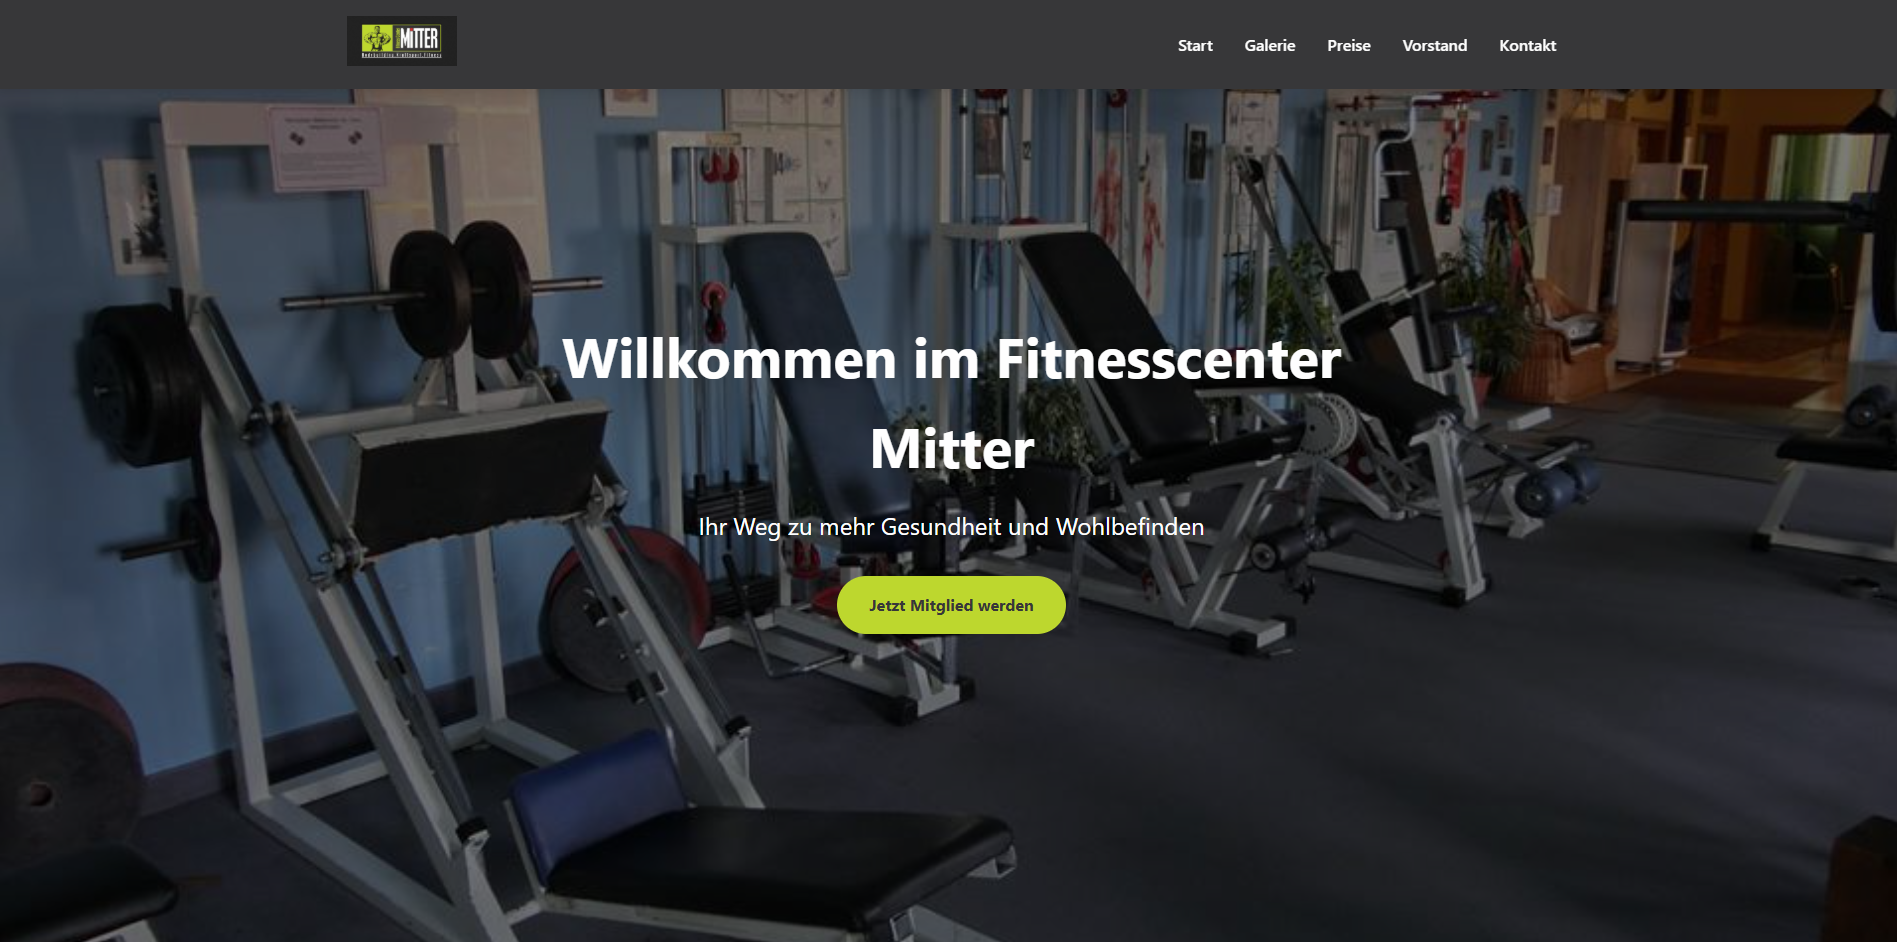 MITTER
Start
Galerie
Preise
Vorstand
Kontakt
Willkommen im Fitnesscenter
Mitter
Ihr Weg zu mehr Gesundheit und Wohlbefinden
Jetzt Mitglied werden